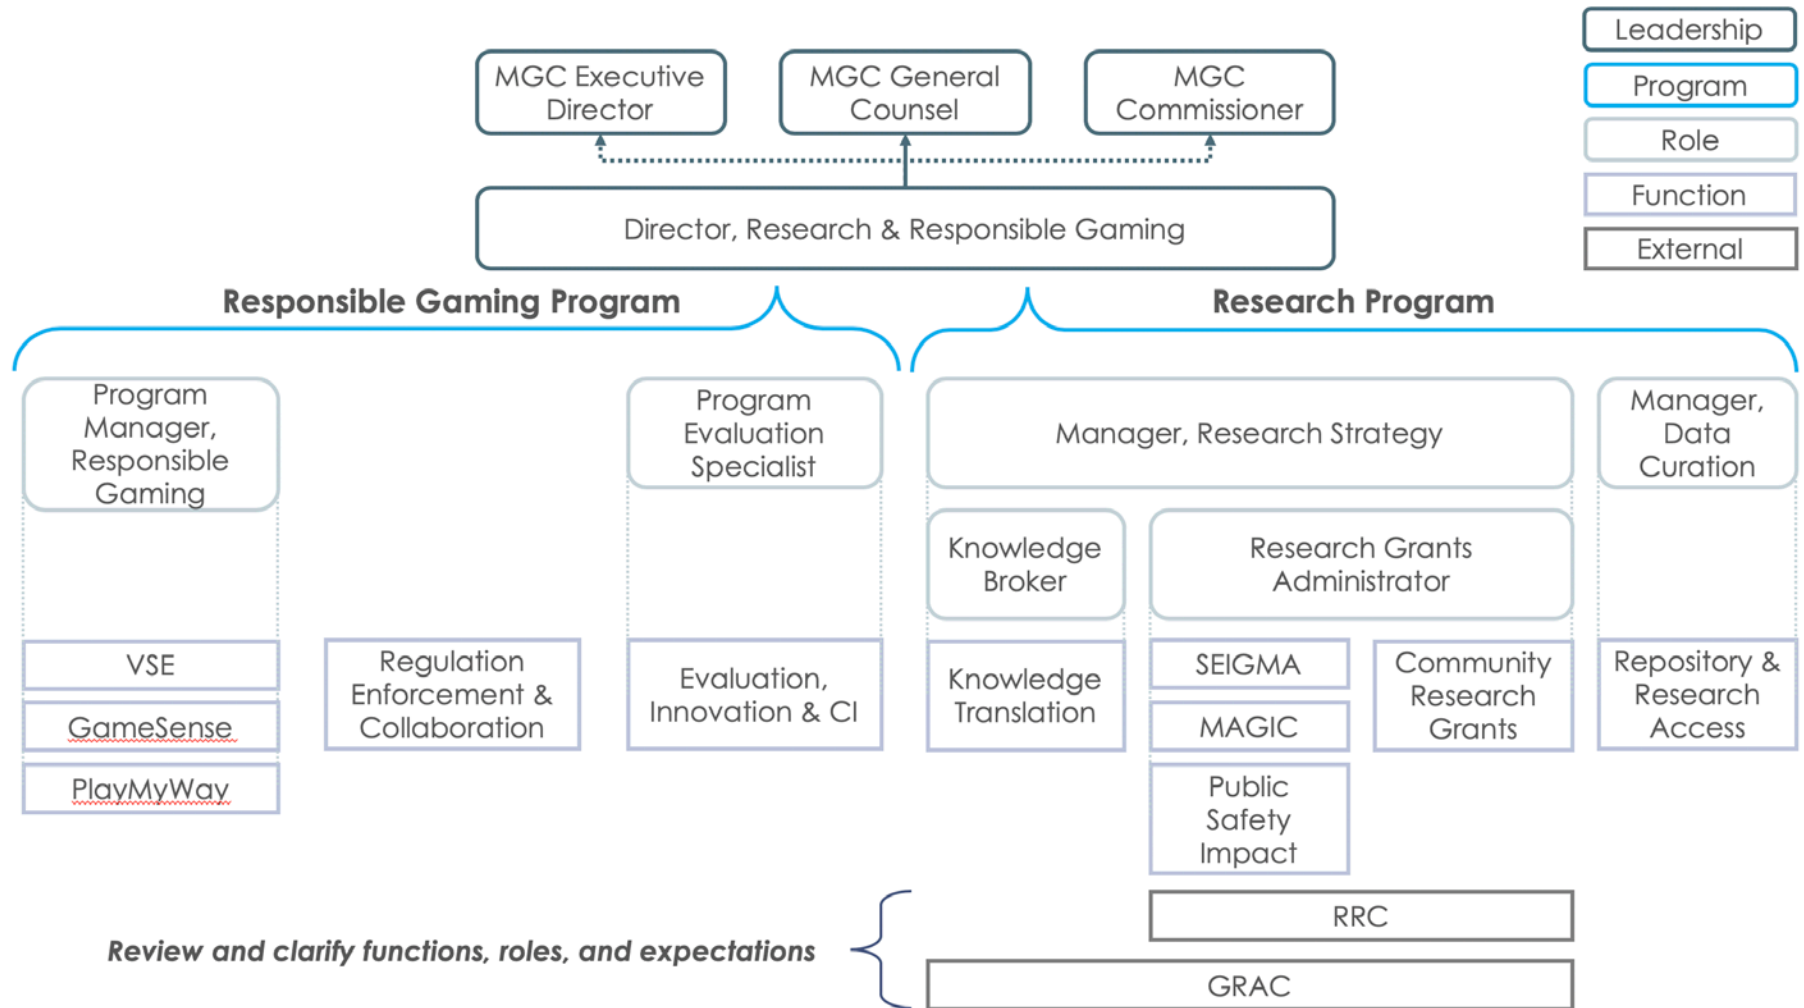 Leadership
Program
Role
Function
External
MGC Executive
Director
MGC General
Counsel
MGC
Commissioner
Director, Research & Responsible Gaming
Responsible Gaming Program
Research Program
Program
Manager,
Responsible
Gaming
Program
Evaluation
Specialist
Manager, Research Strategy
Manager,
Data
Curation
Knowledge
Broker
Research Grants
Administrator
VSE
GameSense
PlayMyWay
Regulation
Enforcement &
Collaboration
Evaluation,
Innovation & CI
Knowledge
Translation
SEIGMA
MAGIC
Public
Safety
Impact
Community
Research
Grants
Repository &
Research
Access
Review and clarify functions, roles, and expectations
RRC
GRAC